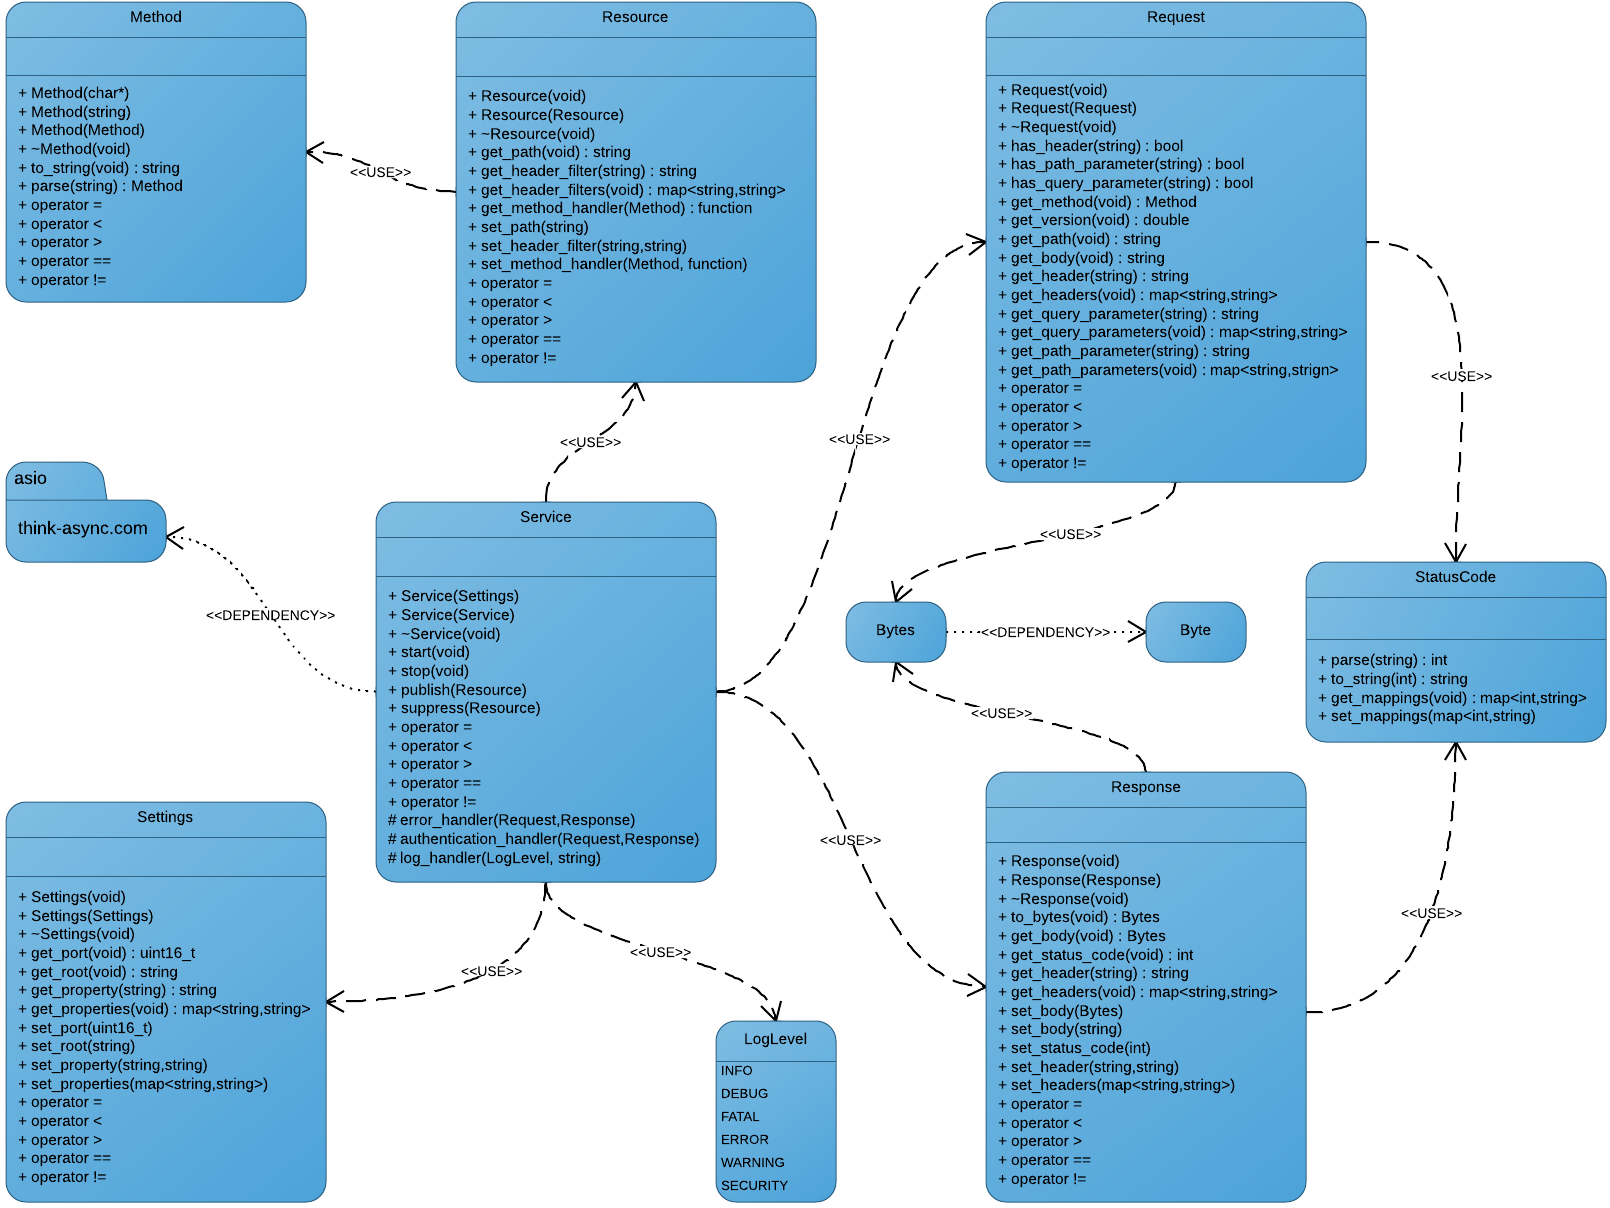 Method
+ Method(char*)
+ Method(string)
+ Method(Method)
+ ~Method(void)
+ to_string(void) : string
+ parse(string) : Method
+ operator =
+ operator <
+ operator >
+ operator ==
+ operator !=
<<USE>>
Resource
+ Resource(void)
+ Resource(Resource)
+ ~Resource(void)
+ get_path(void) : string
+ get_header_filter(string) : string
+ get_header_filters(void) : map<string,string>
+ get_method_handler(Method) : function
+ set_path(string)
+ set_header_filter(string,string)
+ set_method_handler(Method, function)
+ operator =
+ operator <
+ operator >
+ operator ==
+ operator !=
<<USE>>
Request
+ Request(void)
+ Request(Request)
+ ~Request(void)
+ has_header(string) : bool
+ has_path_parameter(string) : bool
+ has_query_parameter(string) : bool
+ get_method(void) : Method
+ get_version(void) : double
+ get_path(void) : string
+ get_body(void) : string
+ get_header(string) : string
+ get_headers(void) : map<string,string>
+ get_query_parameter(string) : string
+ get_query_parameters(void) : map<string,string>
+ get_path_parameter(string) : string
+ get_path_parameters(void) : map<string,strign>
+ operator =
+ operator <
+ operator >
+ operator ==
+ operator !=
<<USE>>
<<USE>>
<<USE>>
asio
think-async.com
<<DEPENDENCY>>
Service
+ Service(Settings)
+ Service(Service)
+ ~Service(void)
+ start(void)
+ stop(void)
+ publish(Resource)
+ suppress(Resource)
+ operator =
+ operator <
+ operator >
+ operator ==
+ operator !=
# error_handler(Request,Response)
# authentication_handler(Request,Response)
# log_handler(LogLevel, string)
Bytes
<<DEPENDENCY>>
Byte
<<USE>>
StatusCode
+ parse(string) : int
+ to_string(int) : string
+ get_mappings(void) : map<int,string>
+ set_mappings(map<int,string)
<<USE>>
<<USE>>
Settings
+ Settings(void)
+ Settings(Settings)
+ ~Settings(void)
+ get_port(void) : uint16_t
+ get_root(void) : string
+ get_property(string) : string
+ get_properties(void) : map<string,string>
+ set_port(uint16_t)
+ set_root(string)
+ set_property(string,string)
+ set_properties(map<string,string>)
+ operator =
+ operator <
+ operator >
+ operator ==
+ operator !=
<<USE>>
<<USE>>
LogLevel
INFO
DEBUG
FATAL
ERROR
WARNING
SECURITY
Response
+ Response(void)
+ Response(Response)
+ ~Response(void)
+ to_bytes(void) : Bytes
+ get_body(void) : Bytes
+ get_status_code(void) : int
+ get_header(string) : string
+ get_headers(void) : map<string,string>
+ set_body(Bytes)
+ set_body(string)
+ set_status_code(int)
+ set_header(string,string)
+ set_headers(map<string,string>)
+ operator =
+ operator <
+ operator >
+ operator ==
+ operator !=